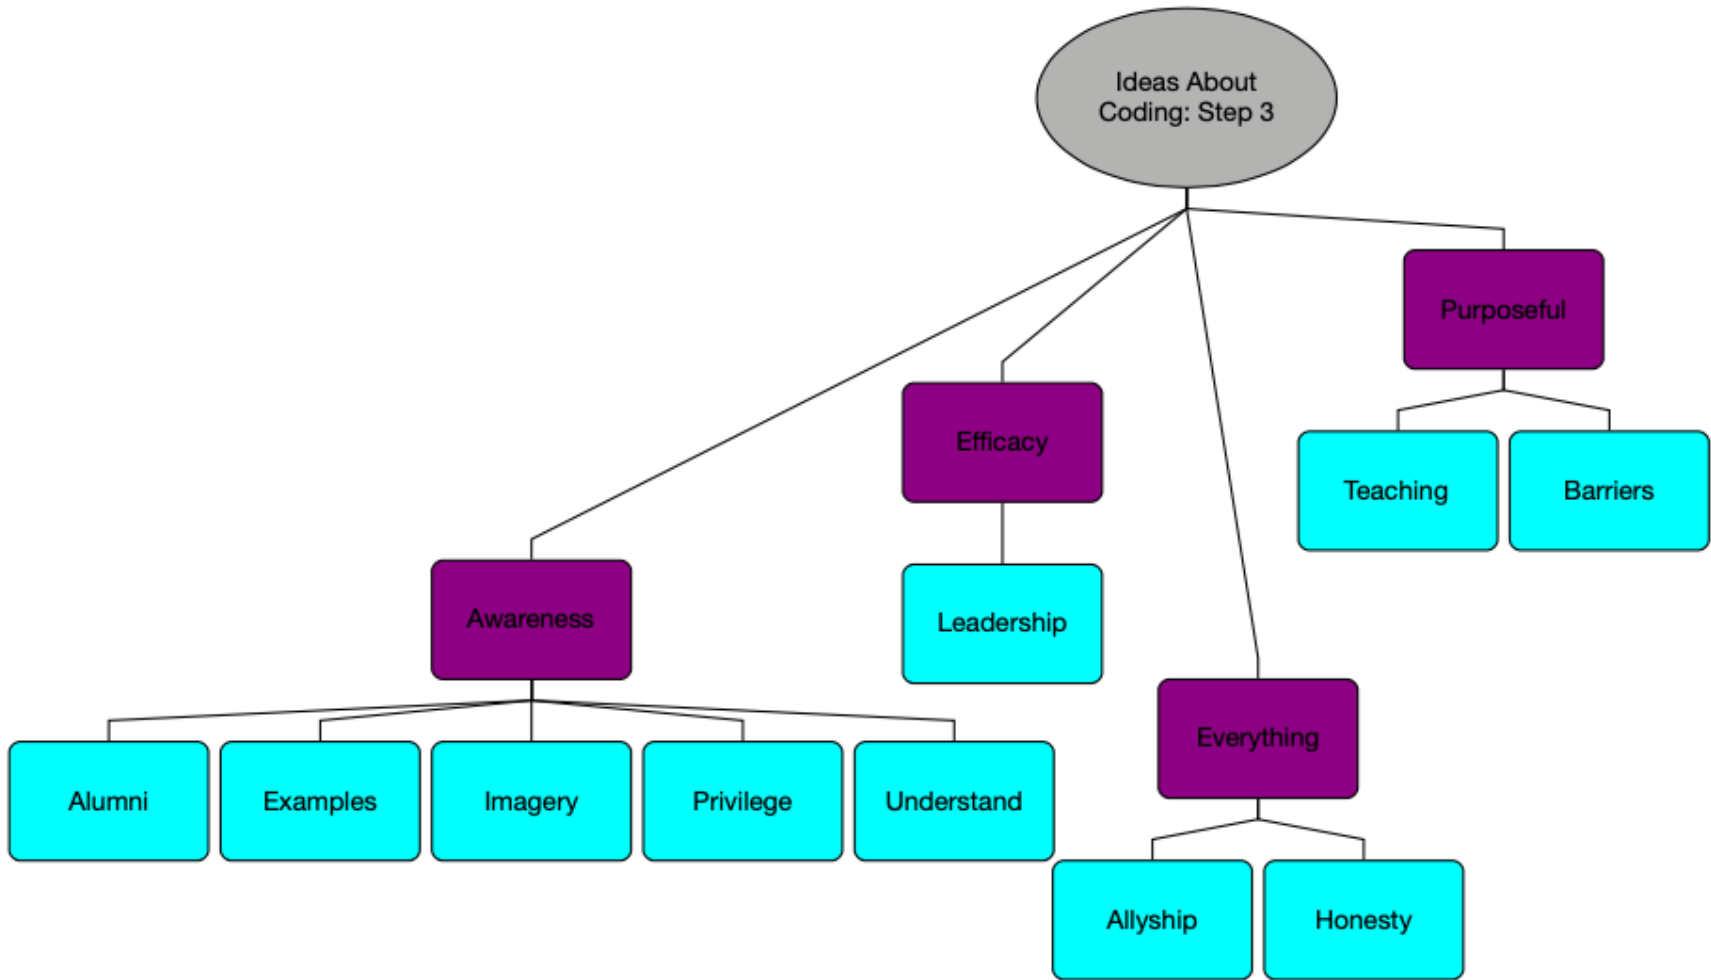 Ideas About
Coding: Step 3
Purposeful
Efficacy
Teaching
Barriers
Awareness
Leadership
Everything
Alumni
Examples
Imagery
Privilege
Understand
Allyship
Honesty